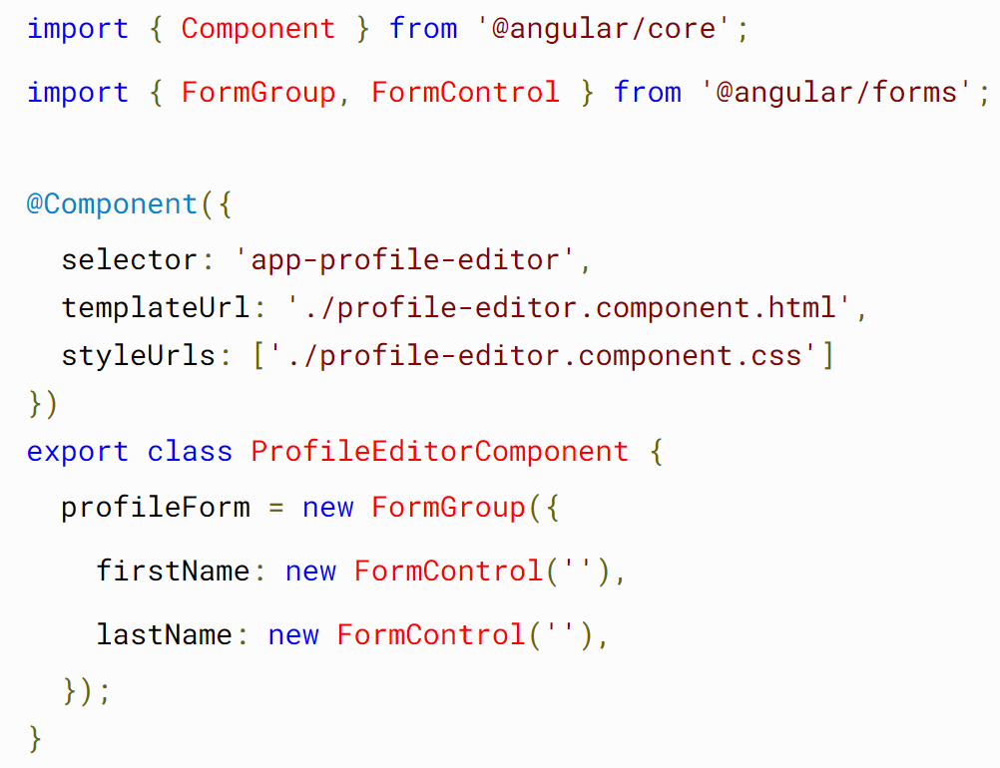 import { Component } from '@angular/core';
import { FormGroup, FormControl } from '@angular/forms';
@Component({
selector: 'app-profile-editor',
templateUrl: './profile-editor.component.html',
styleUrls: ['./profile-editor.component.css']
})
export class ProfileEditorComponent {
profileForm = new FormGroup({
firstName: new FormControl(''),
lastName: new FormControl(''),
});
}